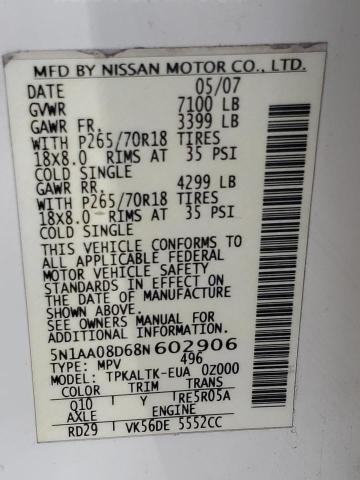 MFD BY NISSAN MOTOR CO., LTD.
DATE 05/07
GVWR 7100 LB
GAWR FR. 3399 LB
WITH P265/70R18 TIRES
18X8.0 RIMS AT 35 PSI
COLD SINGLE
GAWR RR. 4299 LB
WITH P265/70R18 TIRES
18X8.0 RIMS AT 35 PSI
COLD SINGLE
THIS VEHICLE CONFORMS TO
ALL APPLICABLE FEDERAL
MOTOR VEHICLE SAFETY
STANDARDS IN EFFECT ON
THE DATE OF MANUFACTURE
SHOWN ABOVE.
SEE OWNERS MANUAL FOR
ADDITIONAL INFORMATION.
5N1AA08D68N602906
TYPE: MPV 496
MODEL: TPKALTK-EUA 0Z000
COLOR TRIM TRANS
Q10 Y RE5R05A
AXLE ENGINE
RD29 VK56DE 5552CC